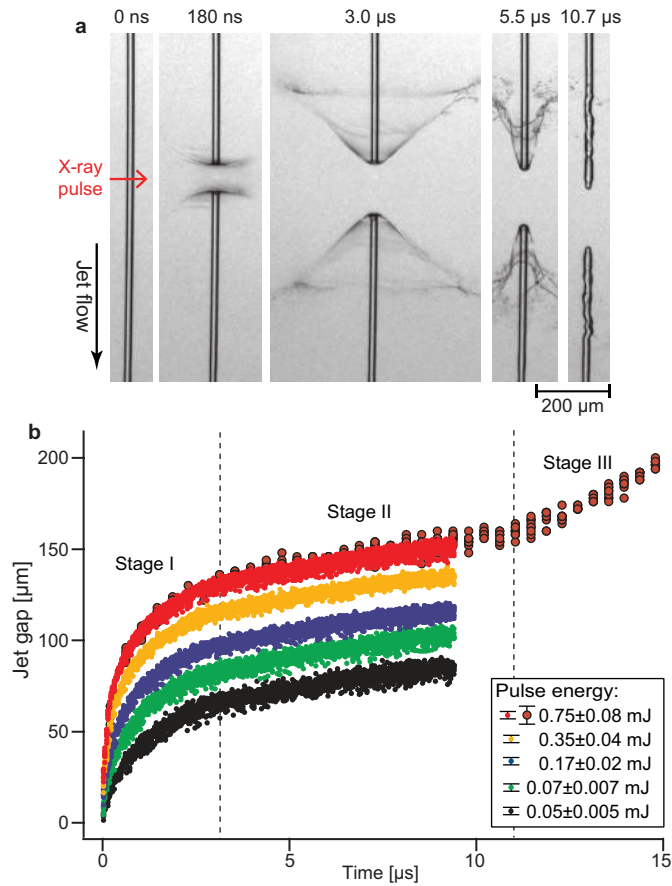 a
0 ns
180 ns
3.0 µs
5.5 µs
10.7 µs
X-ray
pulse
Jet flow
200 µm
b
200
150
100
50
0
Jet gap [µm]
Stage I
Stage II
Stage III
Pulse energy:
0.75±0.08 mJ
0.35±0.04 mJ
0.17±0.02 mJ
0.07±0.007 mJ
0.05±0.005 mJ
0
5
10
15
Time [µs]